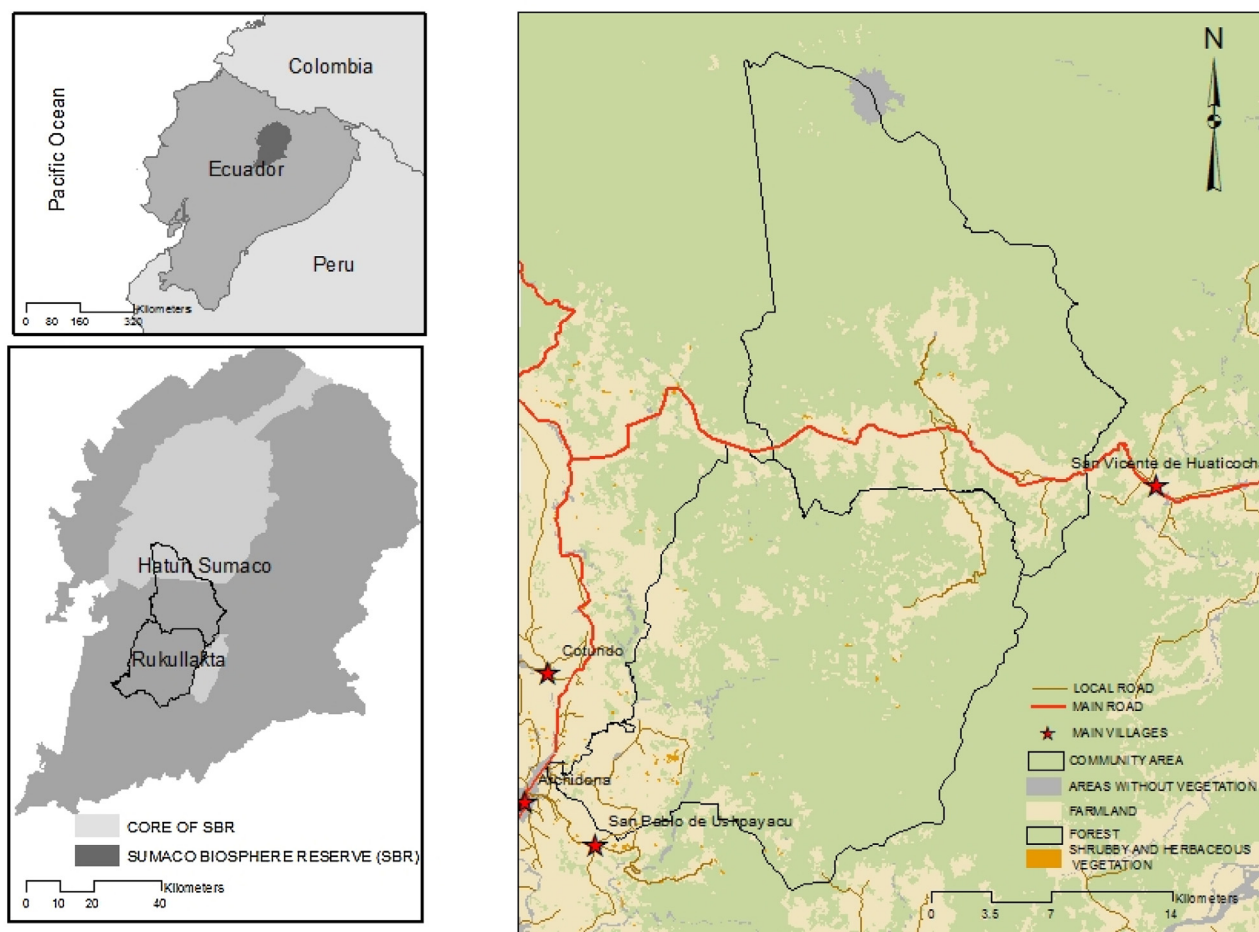 Colombia
Pacific Ocean
Ecuador
Peru
Kilometers
0 80 160 320
Hatun Sumaco
Rukullakta
CORE OF SBR
SUMACO BIOSPHERE RESERVE (SBR)
Kilometers
0 10 20 40
N
San Vicente de Huaticoch
Cotundo
Archidona
San Pablo de Ushpayacu
LOCAL ROAD
MAIN ROAD
MAIN VILLAGES
COMMUNITY AREA
AREAS WITHOUT VEGETATION
FARMLAND
FOREST
SHRUBBY AND HERBACEOUS
VEGETATION
Kilometers
0 3.5 7 14